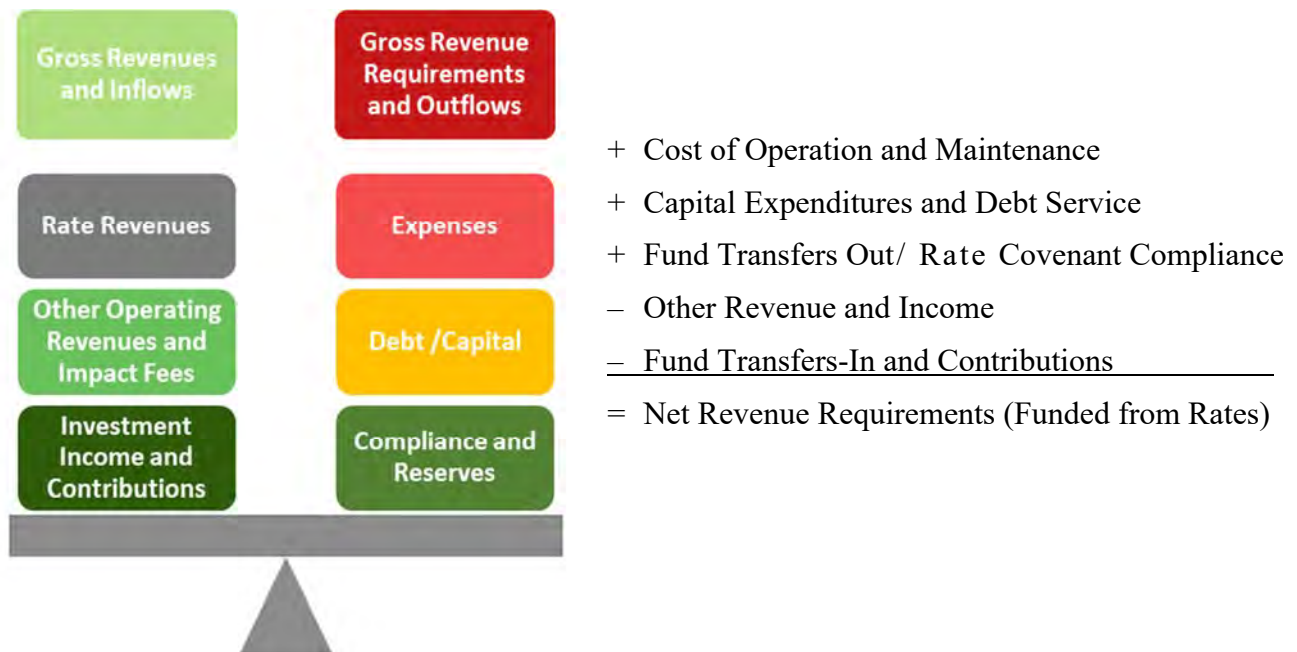 Gross Revenues
and Inflows
Gross Revenue
Requirements
and Outflows
Rate Revenues
Expenses
Other Operating
Revenues and
Impact Fees
Debt /Capital
Investment
Income and
Contributions
Compliance and
Reserves
+ Cost of Operation and Maintenance
+ Capital Expenditures and Debt Service
+ Fund Transfers Out/ Rate Covenant Compliance
– Other Revenue and Income
– Fund Transfers-In and Contributions
= Net Revenue Requirements (Funded from Rates)